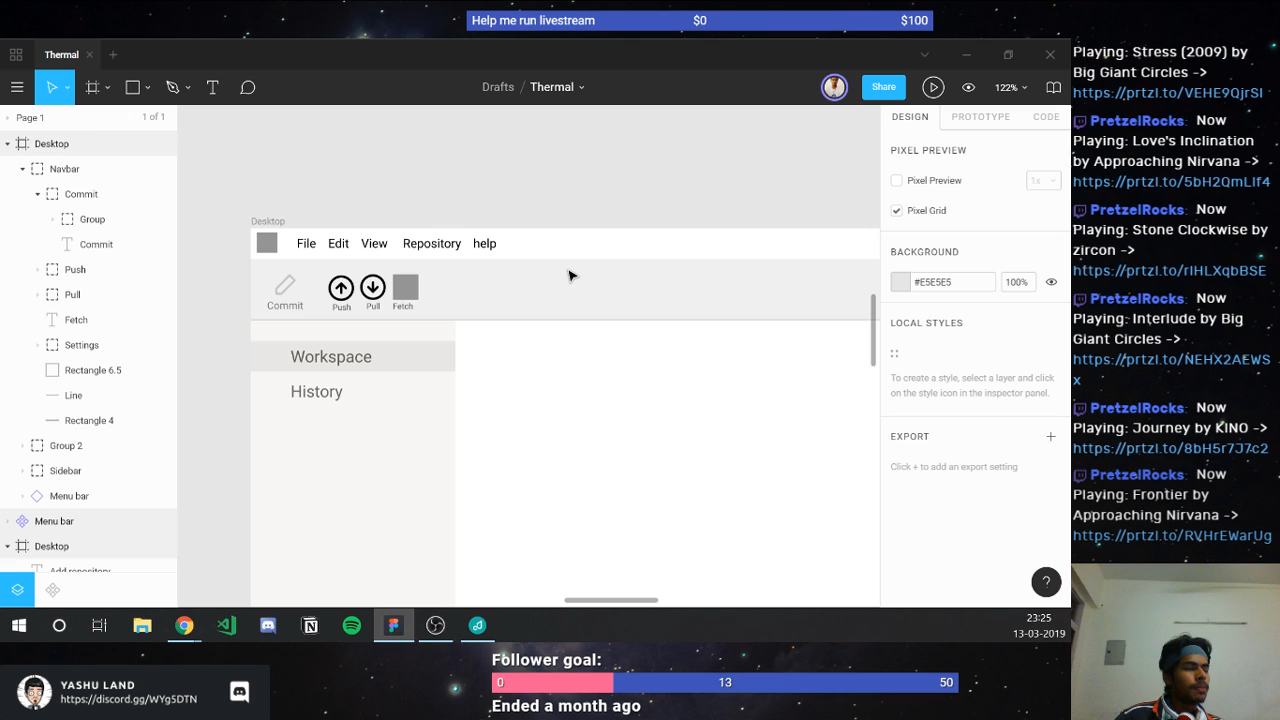 Help me run livestream $0 $100
Thermal
Drafts / Thermal
Share
122%
Page 1 1 of 1
Desktop
Navbar
Commit
Group
Commit
Push
Pull
Fetch
Settings
Rectangle 6.5
Line
Rectangle 4
Group 2
Sidebar
Menu bar
Menu bar
Desktop
Add repository
Desktop
File Edit View Repository help
Commit Push Pull Fetch
Workspace
History
DESIGN PROTOTYPE CODE
PIXEL PREVIEW
Pixel Preview 1x
Pixel Grid
BACKGROUND
#E5E5E5 100%
LOCAL STYLES
To create a style, select a layer and click
on the style icon in the inspector panel.
EXPORT
Click + to add an export setting
?
23:25
13-03-2019
Playing: Stress (2009) by
Big Giant Circles ->
https://prtzl.to/VEHE9QjrSI
PretzelRocks: Now
Playing: Love's Inclination
by Approaching Nirvana ->
https://prtzl.to/5bH2QmLIf4
PretzelRocks: Now
Playing: Stone Clockwise by
zircon ->
https://prtzl.to/rIHLXqbBSE
PretzelRocks: Now
Playing: Interlude by Big
Giant Circles ->
https://prtzl.to/NEHX2AEWS
x
PretzelRocks: Now
Playing: Journey by KINO ->
https://prtzl.to/8bH5r7J7c2
PretzelRocks: Now
Playing: Frontier by
Approaching Nirvana ->
https://prtzl.to/RVHrEWarUg
YASHU LAND
https://discord.gg/WYg5DTN
Follower goal:
0 13 50
Ended a month ago